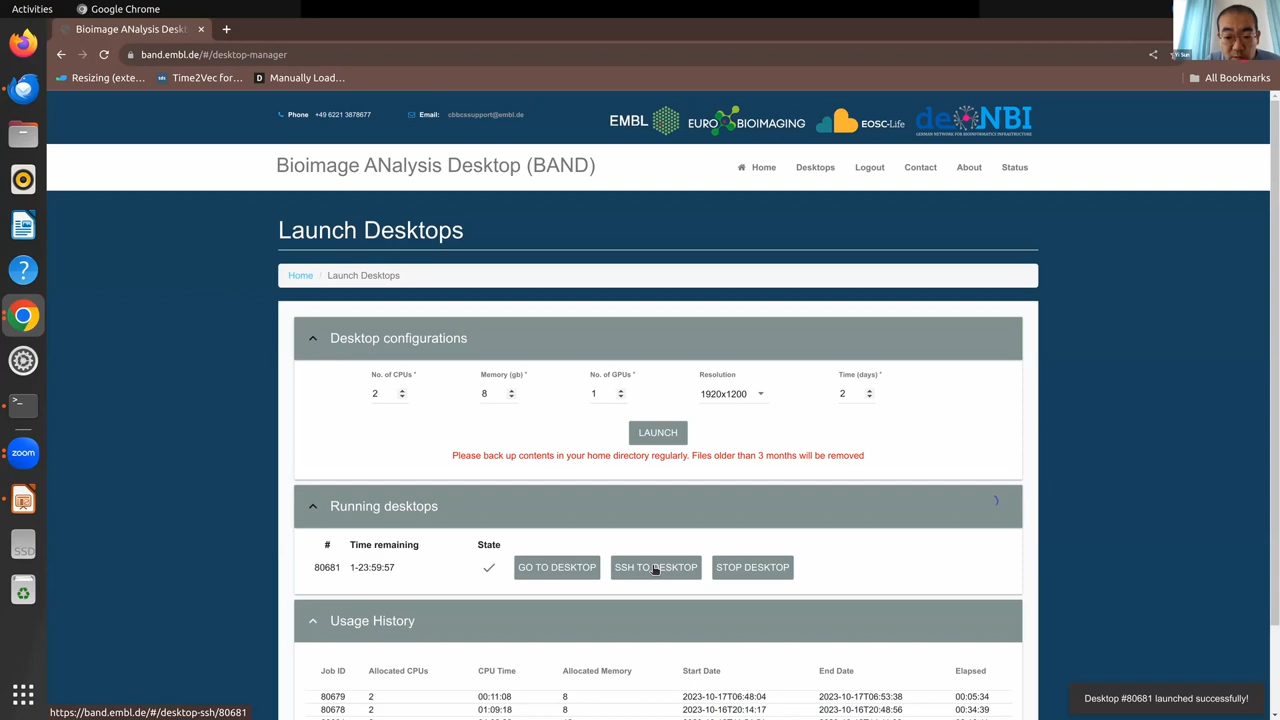 Activities
Google Chrome
Bioimage ANalysis Deskt
band.embl.de/#/desktop-manager
Resizing (exte...
Time2Vec for...
Manually Load...
All Bookmarks
Yi Sun
Phone +49 6221 3878677
Email: cbbcssupport@embl.de
EMBL
EURO BIOIMAGING
EOSC-Life
de.NBI
GERMAN NETWORK FOR BIOINFORMATICS INFRASTRUCTURE
Bioimage ANalysis Desktop (BAND)
Home
Desktops
Logout
Contact
About
Status
Launch Desktops
Home / Launch Desktops
Desktop configurations
No. of CPUs * Memory (gb) * No. of GPUs * Resolution Time (days) *
2 8 1 1920x1200 2
LAUNCH
Please back up contents in your home directory regularly. Files older than 3 months will be removed
Running desktops
# Time remaining State
80681 1-23:59:57 GO TO DESKTOP SSH TO DESKTOP STOP DESKTOP
Usage History
Job ID Allocated CPUs CPU Time Allocated Memory Start Date End Date Elapsed
80679 2 00:11:08 8 2023-10-17T06:48:04 2023-10-17T06:53:38 00:05:34
80678 2 01:09:18 8 2023-10-16T20:14:17 2023-10-16T20:48:56 00:34:39
Desktop #80681 launched successfully!
https://band.embl.de/#/desktop-ssh/80681
zoom
SSD